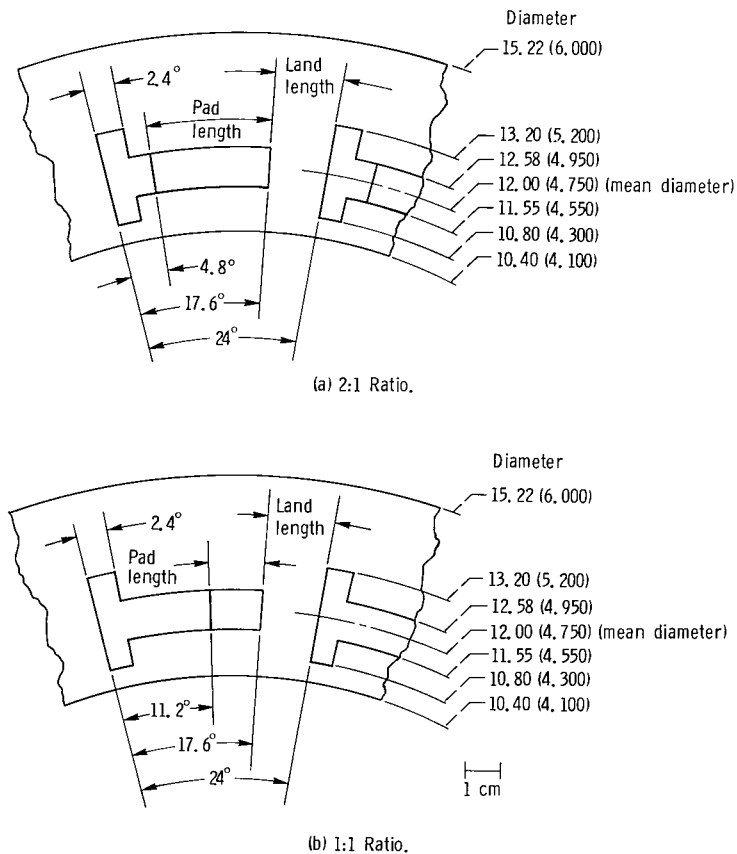 Diameter
15.22 (6.000)
2.4°
Land
length
Pad
length
13.20 (5.200)
12.58 (4.950)
12.00 (4.750) (mean diameter)
11.55 (4.550)
10.80 (4.300)
10.40 (4.100)
4.8°
17.6°
24°
(a) 2:1 Ratio.
Diameter
15.22 (6.000)
2.4°
Land
length
Pad
length
13.20 (5.200)
12.58 (4.950)
12.00 (4.750) (mean diameter)
11.55 (4.550)
10.80 (4.300)
10.40 (4.100)
11.2°
17.6°
24°
1 cm
(b) 1:1 Ratio.